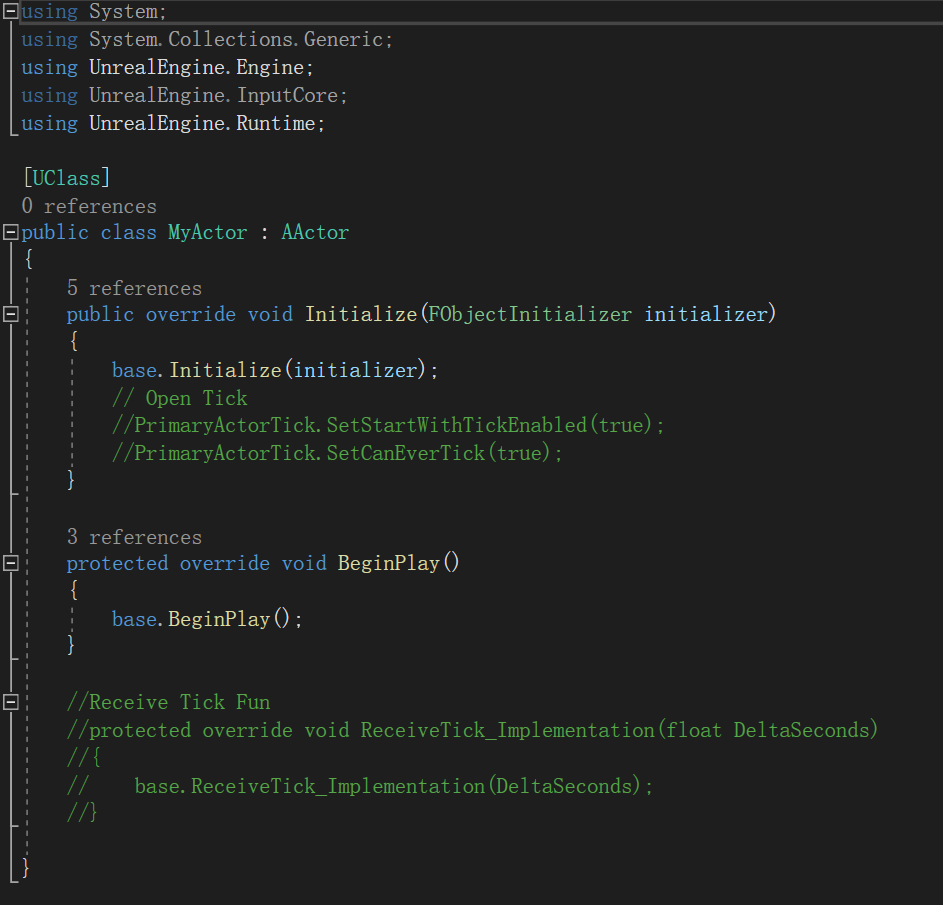 using System;
using System.Collections.Generic;
using UnrealEngine.Engine;
using UnrealEngine.InputCore;
using UnrealEngine.Runtime;
[UClass]
0 references
public class MyActor : AActor
{
5 references
public override void Initialize(FObjectInitializer initializer)
{
base.Initialize(initializer);
// Open Tick
//PrimaryActorTick.SetStartWithTickEnabled(true);
//PrimaryActorTick.SetCanEverTick(true);
}
3 references
protected override void BeginPlay()
{
base.BeginPlay();
}
//Receive Tick Fun
//protected override void ReceiveTick_Implementation(float DeltaSeconds)
//{
//    base.ReceiveTick_Implementation(DeltaSeconds);
//}
}